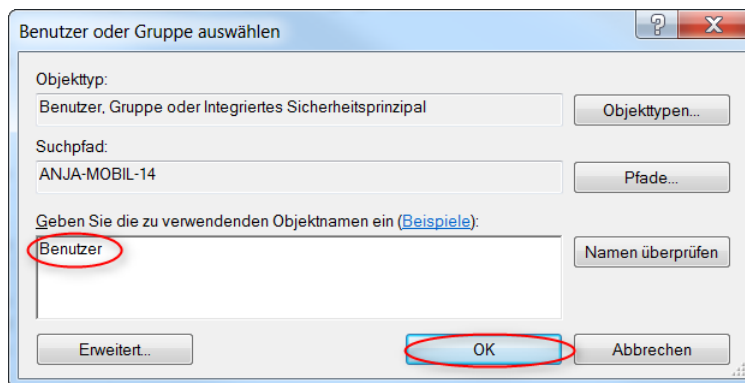 Benutzer oder Gruppe auswählen
Objekttyp:
Benutzer, Gruppe oder Integriertes Sicherheitsprinzipal
Objekttypen...
Suchpfad:
ANJA-MOBIL-14
Pfade...
Geben Sie die zu verwendenden Objektnamen ein (Beispiele):
Benutzer
Namen überprüfen
Erweitert...
OK
Abbrechen